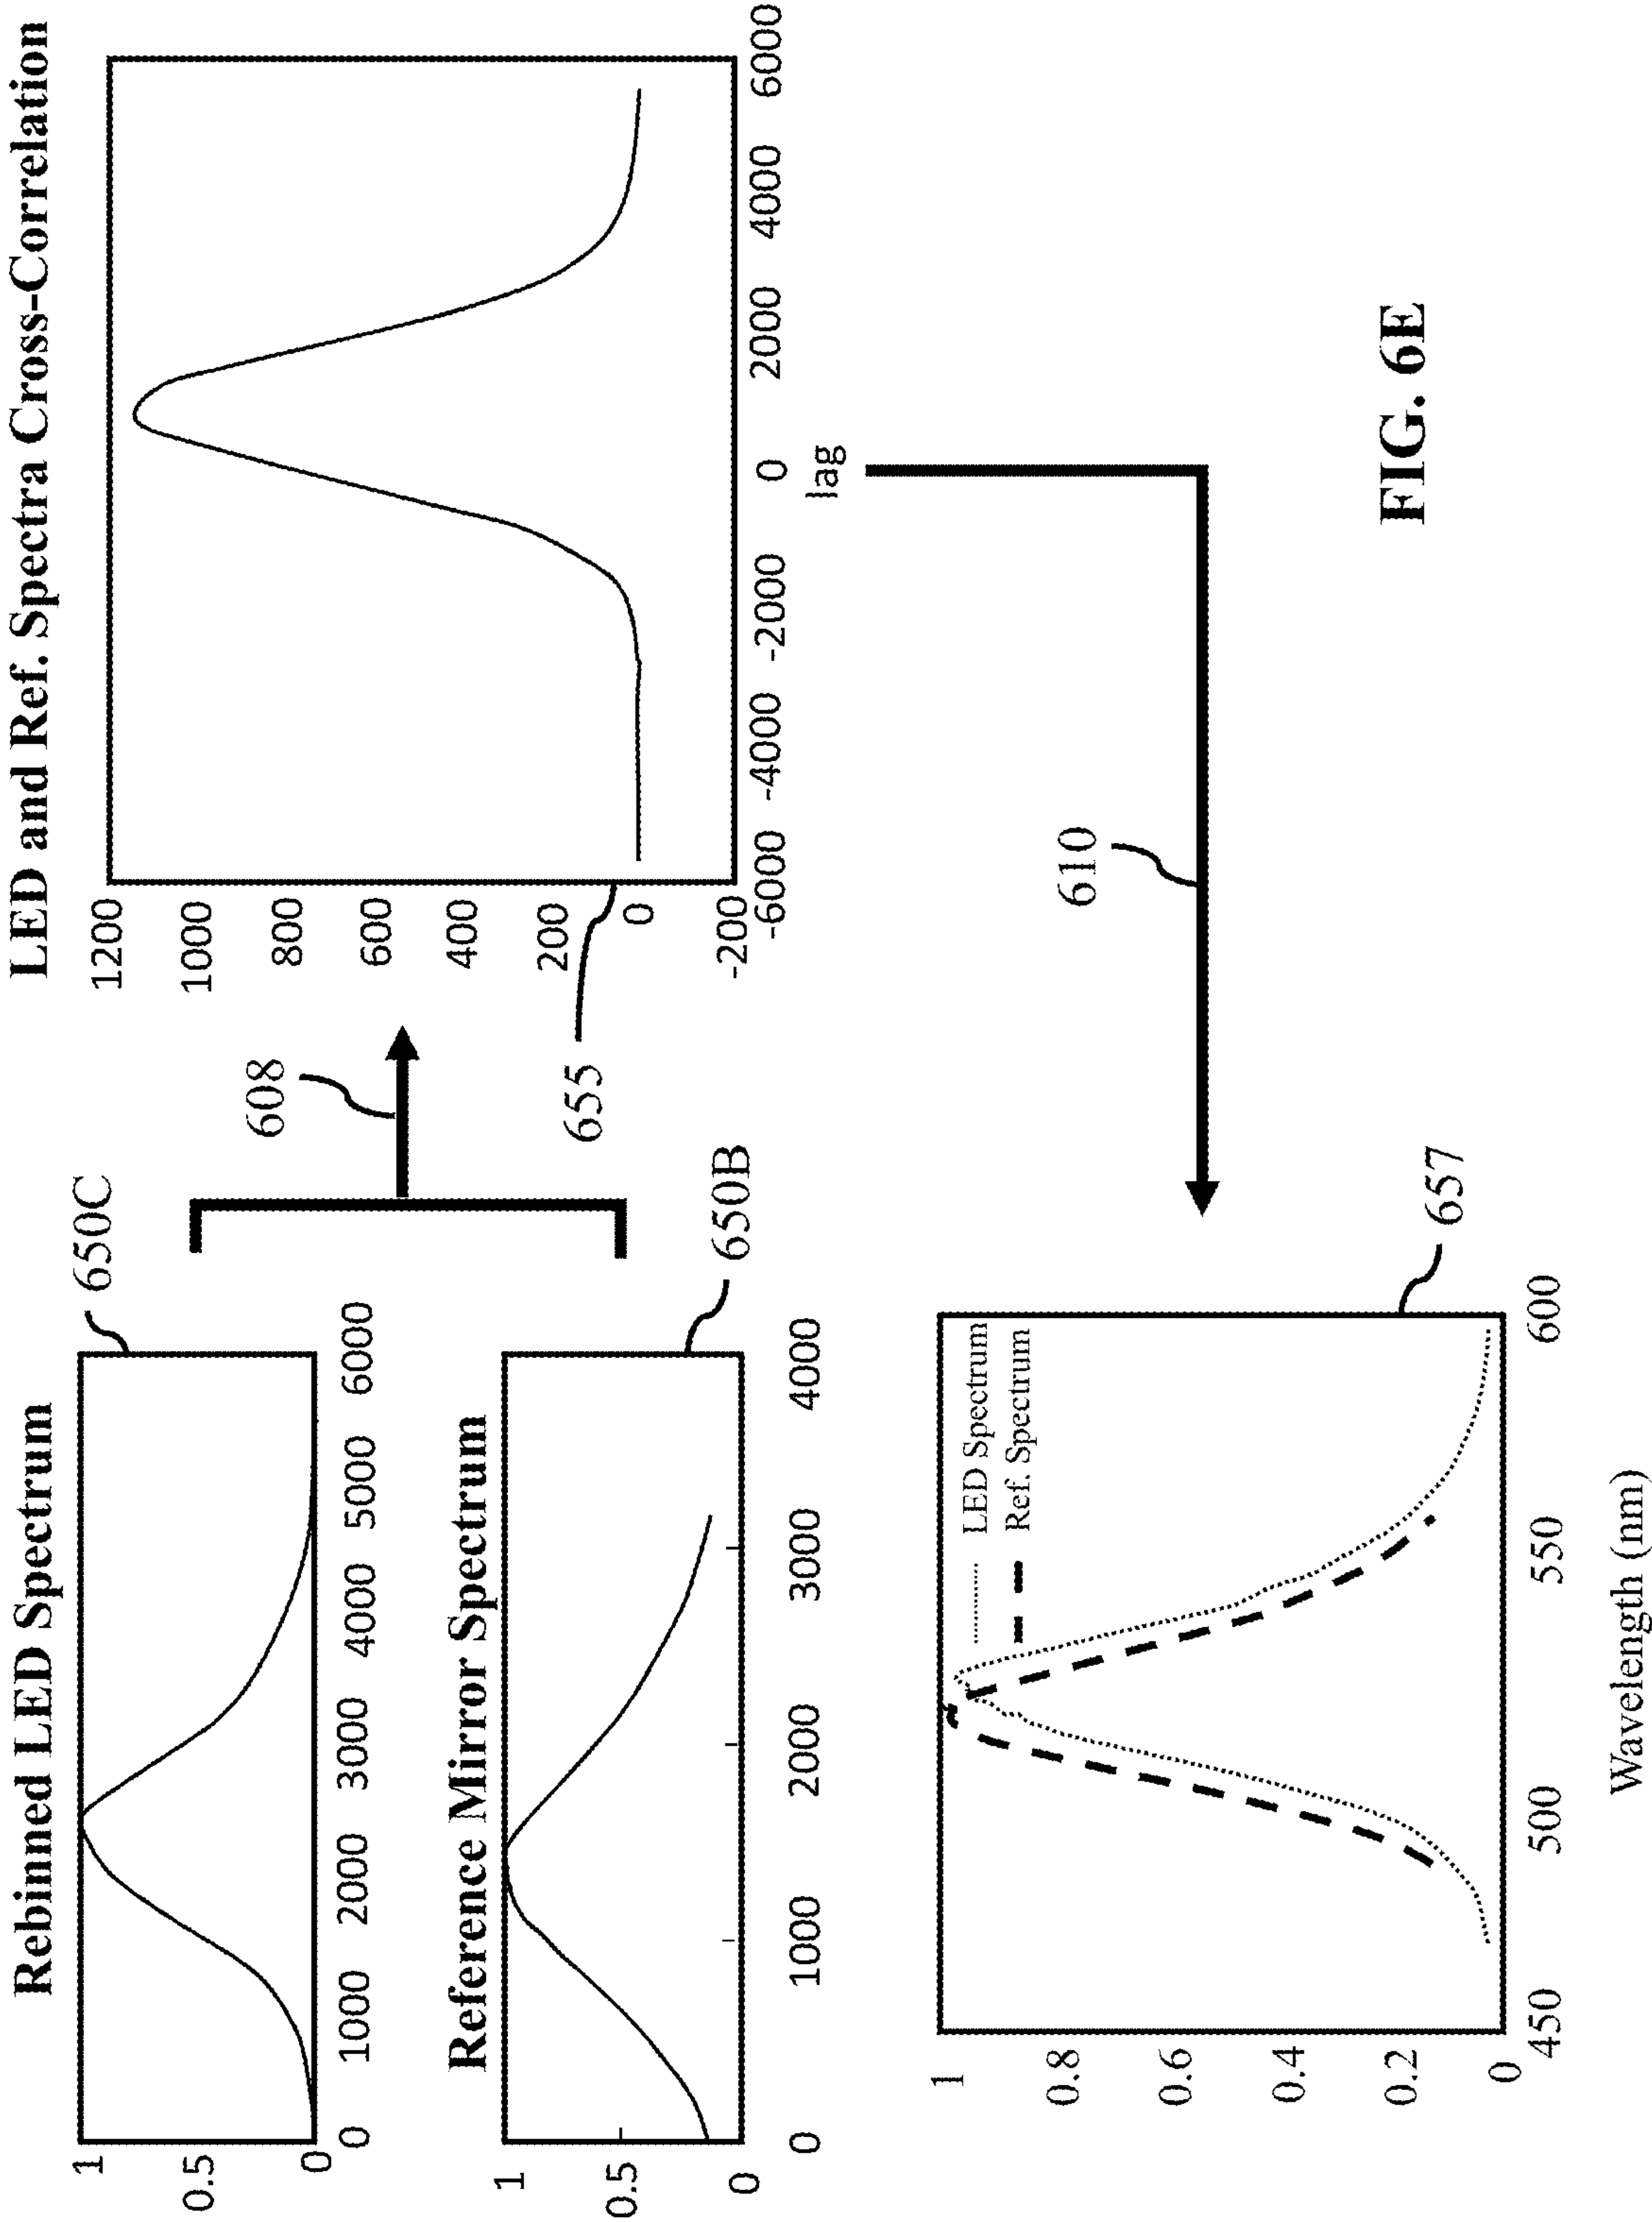 Rebinned LED Spectrum
1
0.5
0
0 1000 2000 3000 4000 5000 6000
650C
Reference Mirror Spectrum
1
0.5
0
0 1000 2000 3000 4000
650B
608
LED and Ref. Spectra Cross-Correlation
1200
1000
800
600
400
200
0
-200
-6000 -4000 -2000 0 2000 4000 6000
lag
655
610
1
0.8
0.6
0.4
0.2
0
450 500 550 600
Wavelength (nm)
LED Spectrum
Ref. Spectrum
657
FIG. 6E